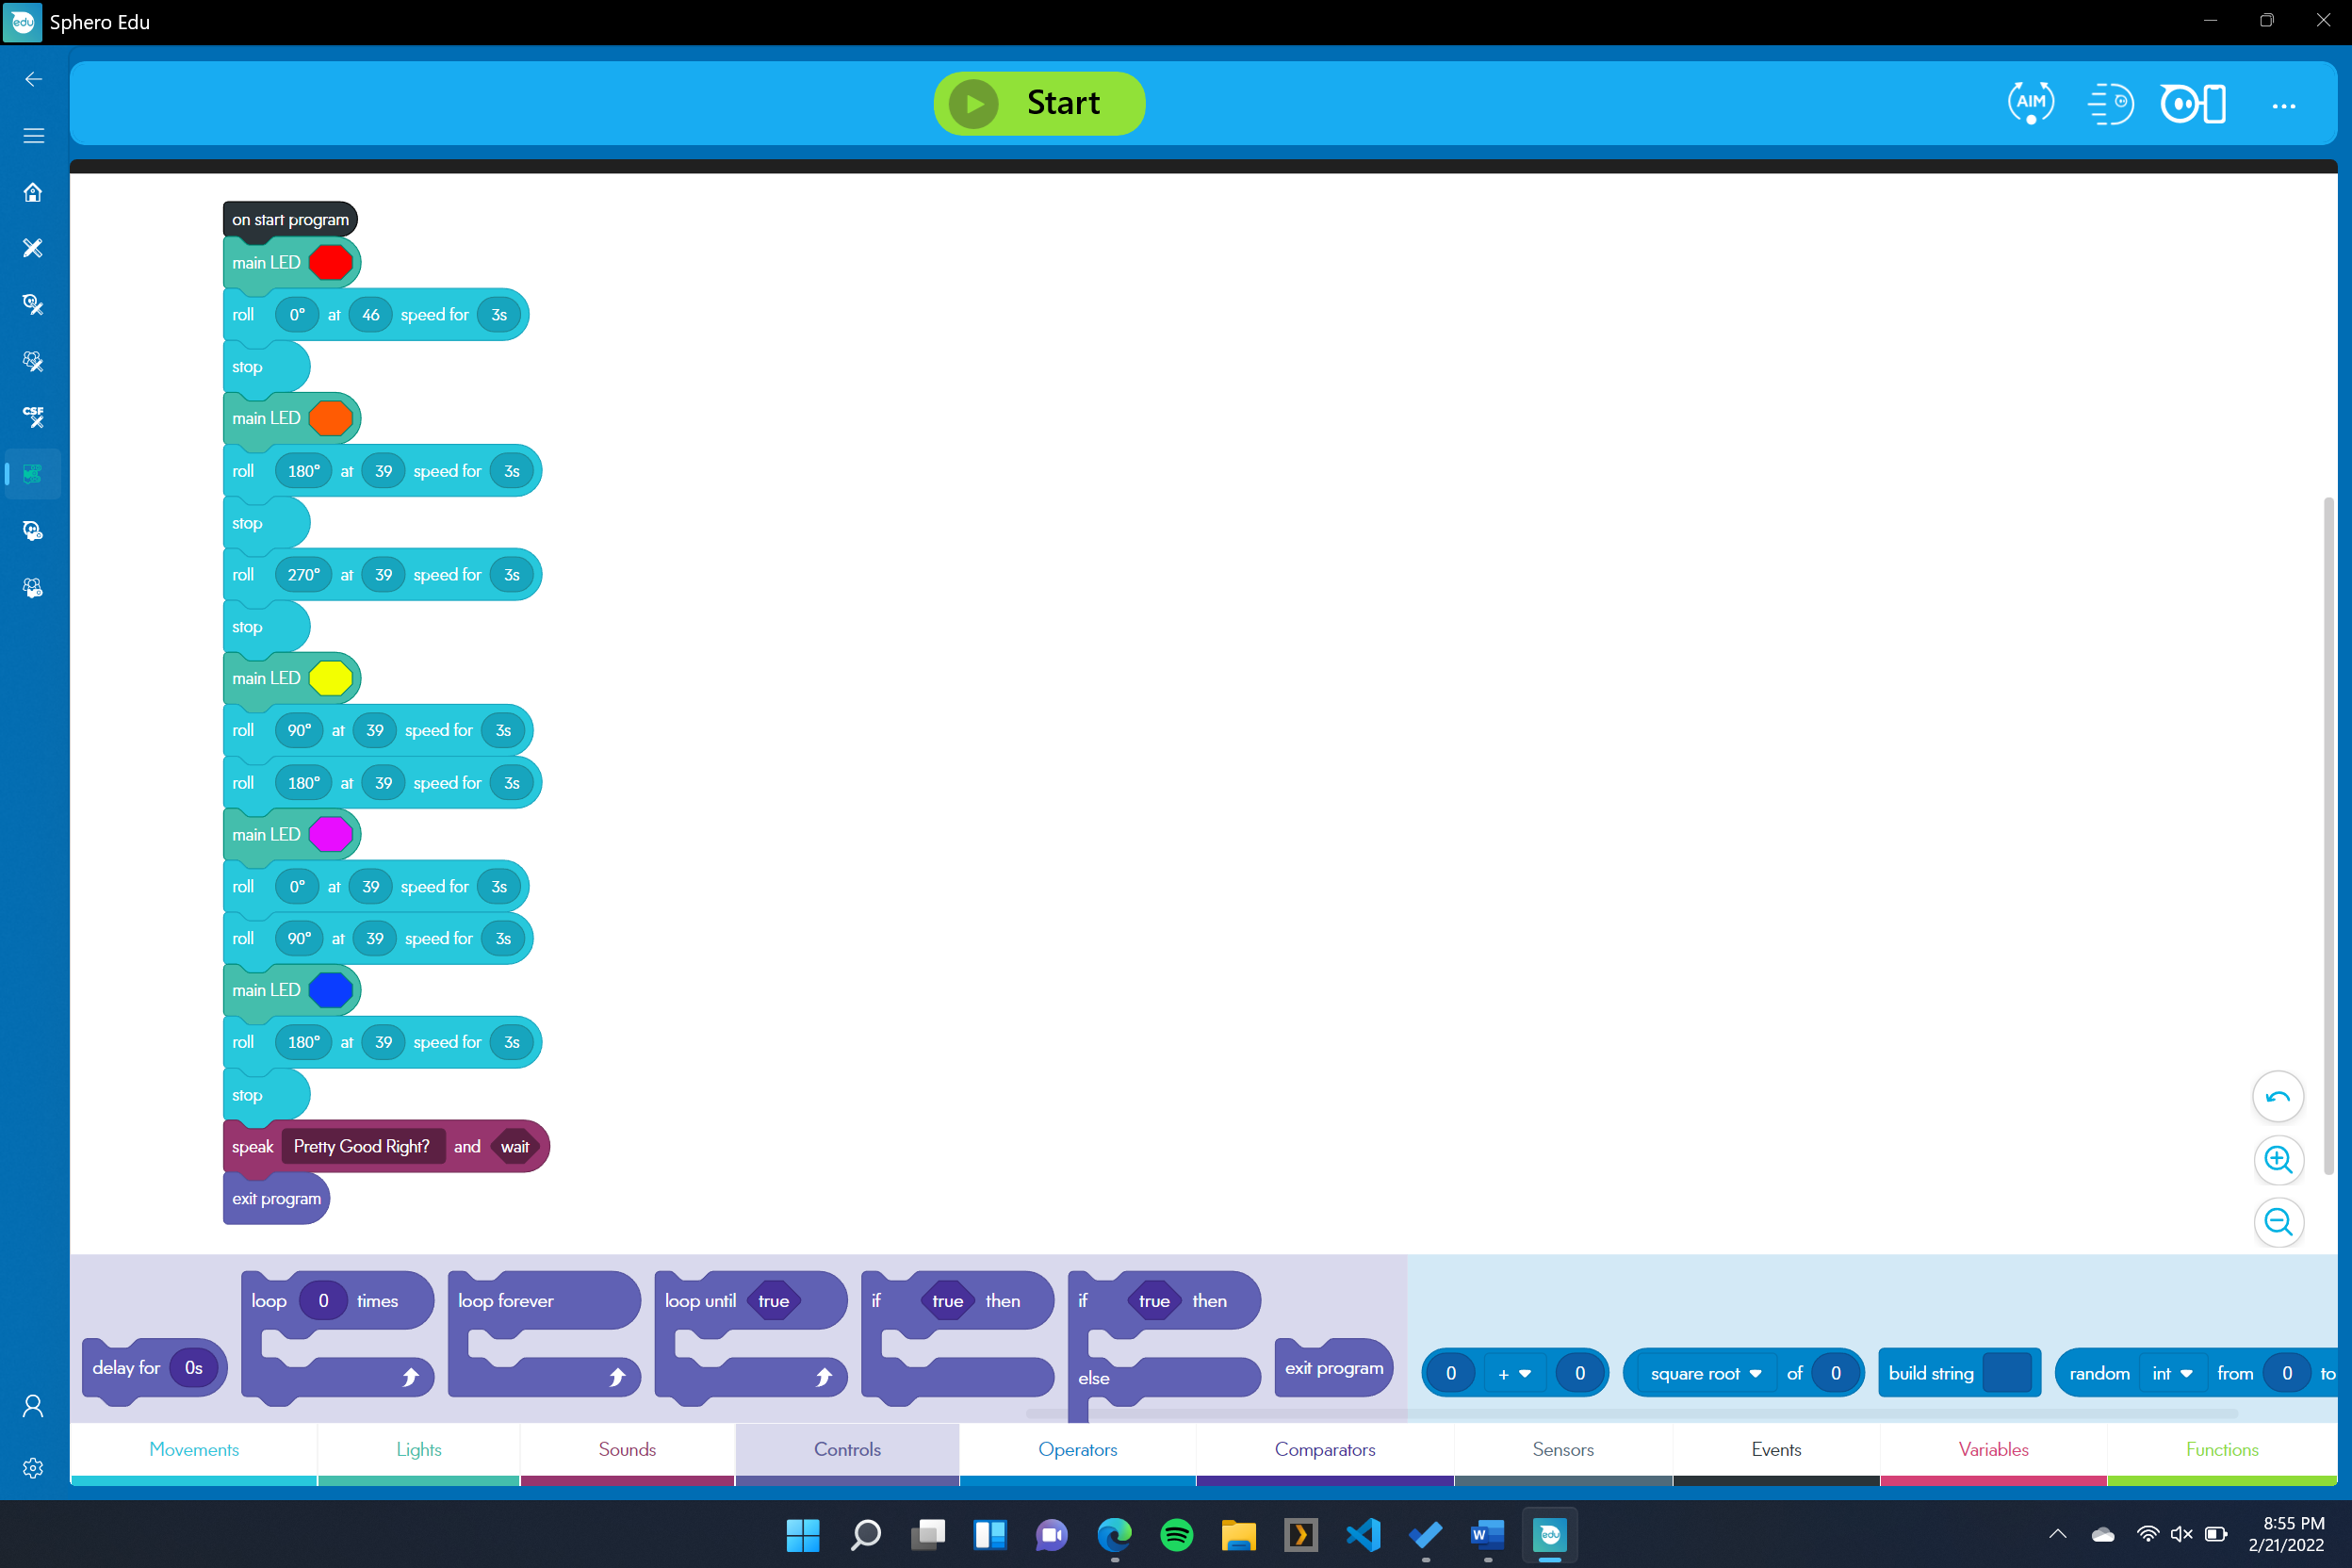 edu Sphero Edu
Start
AIM
...
on start program
main LED
roll 0° at 46 speed for 3s
stop
main LED
roll 180° at 39 speed for 3s
stop
roll 270° at 39 speed for 3s
stop
main LED
roll 90° at 39 speed for 3s
roll 180° at 39 speed for 3s
main LED
roll 0° at 39 speed for 3s
roll 90° at 39 speed for 3s
main LED
roll 180° at 39 speed for 3s
stop
speak Pretty Good Right? and wait
exit program
CSF
delay for 0s
loop 0 times
loop forever
loop until true
if true then
if true then
else
exit program
0 + 0
square root of 0
build string
random int from 0 to
Movements Lights Sounds Controls Operators Comparators Sensors Events Variables Functions
W
edu
8:55 PM
2/21/2022